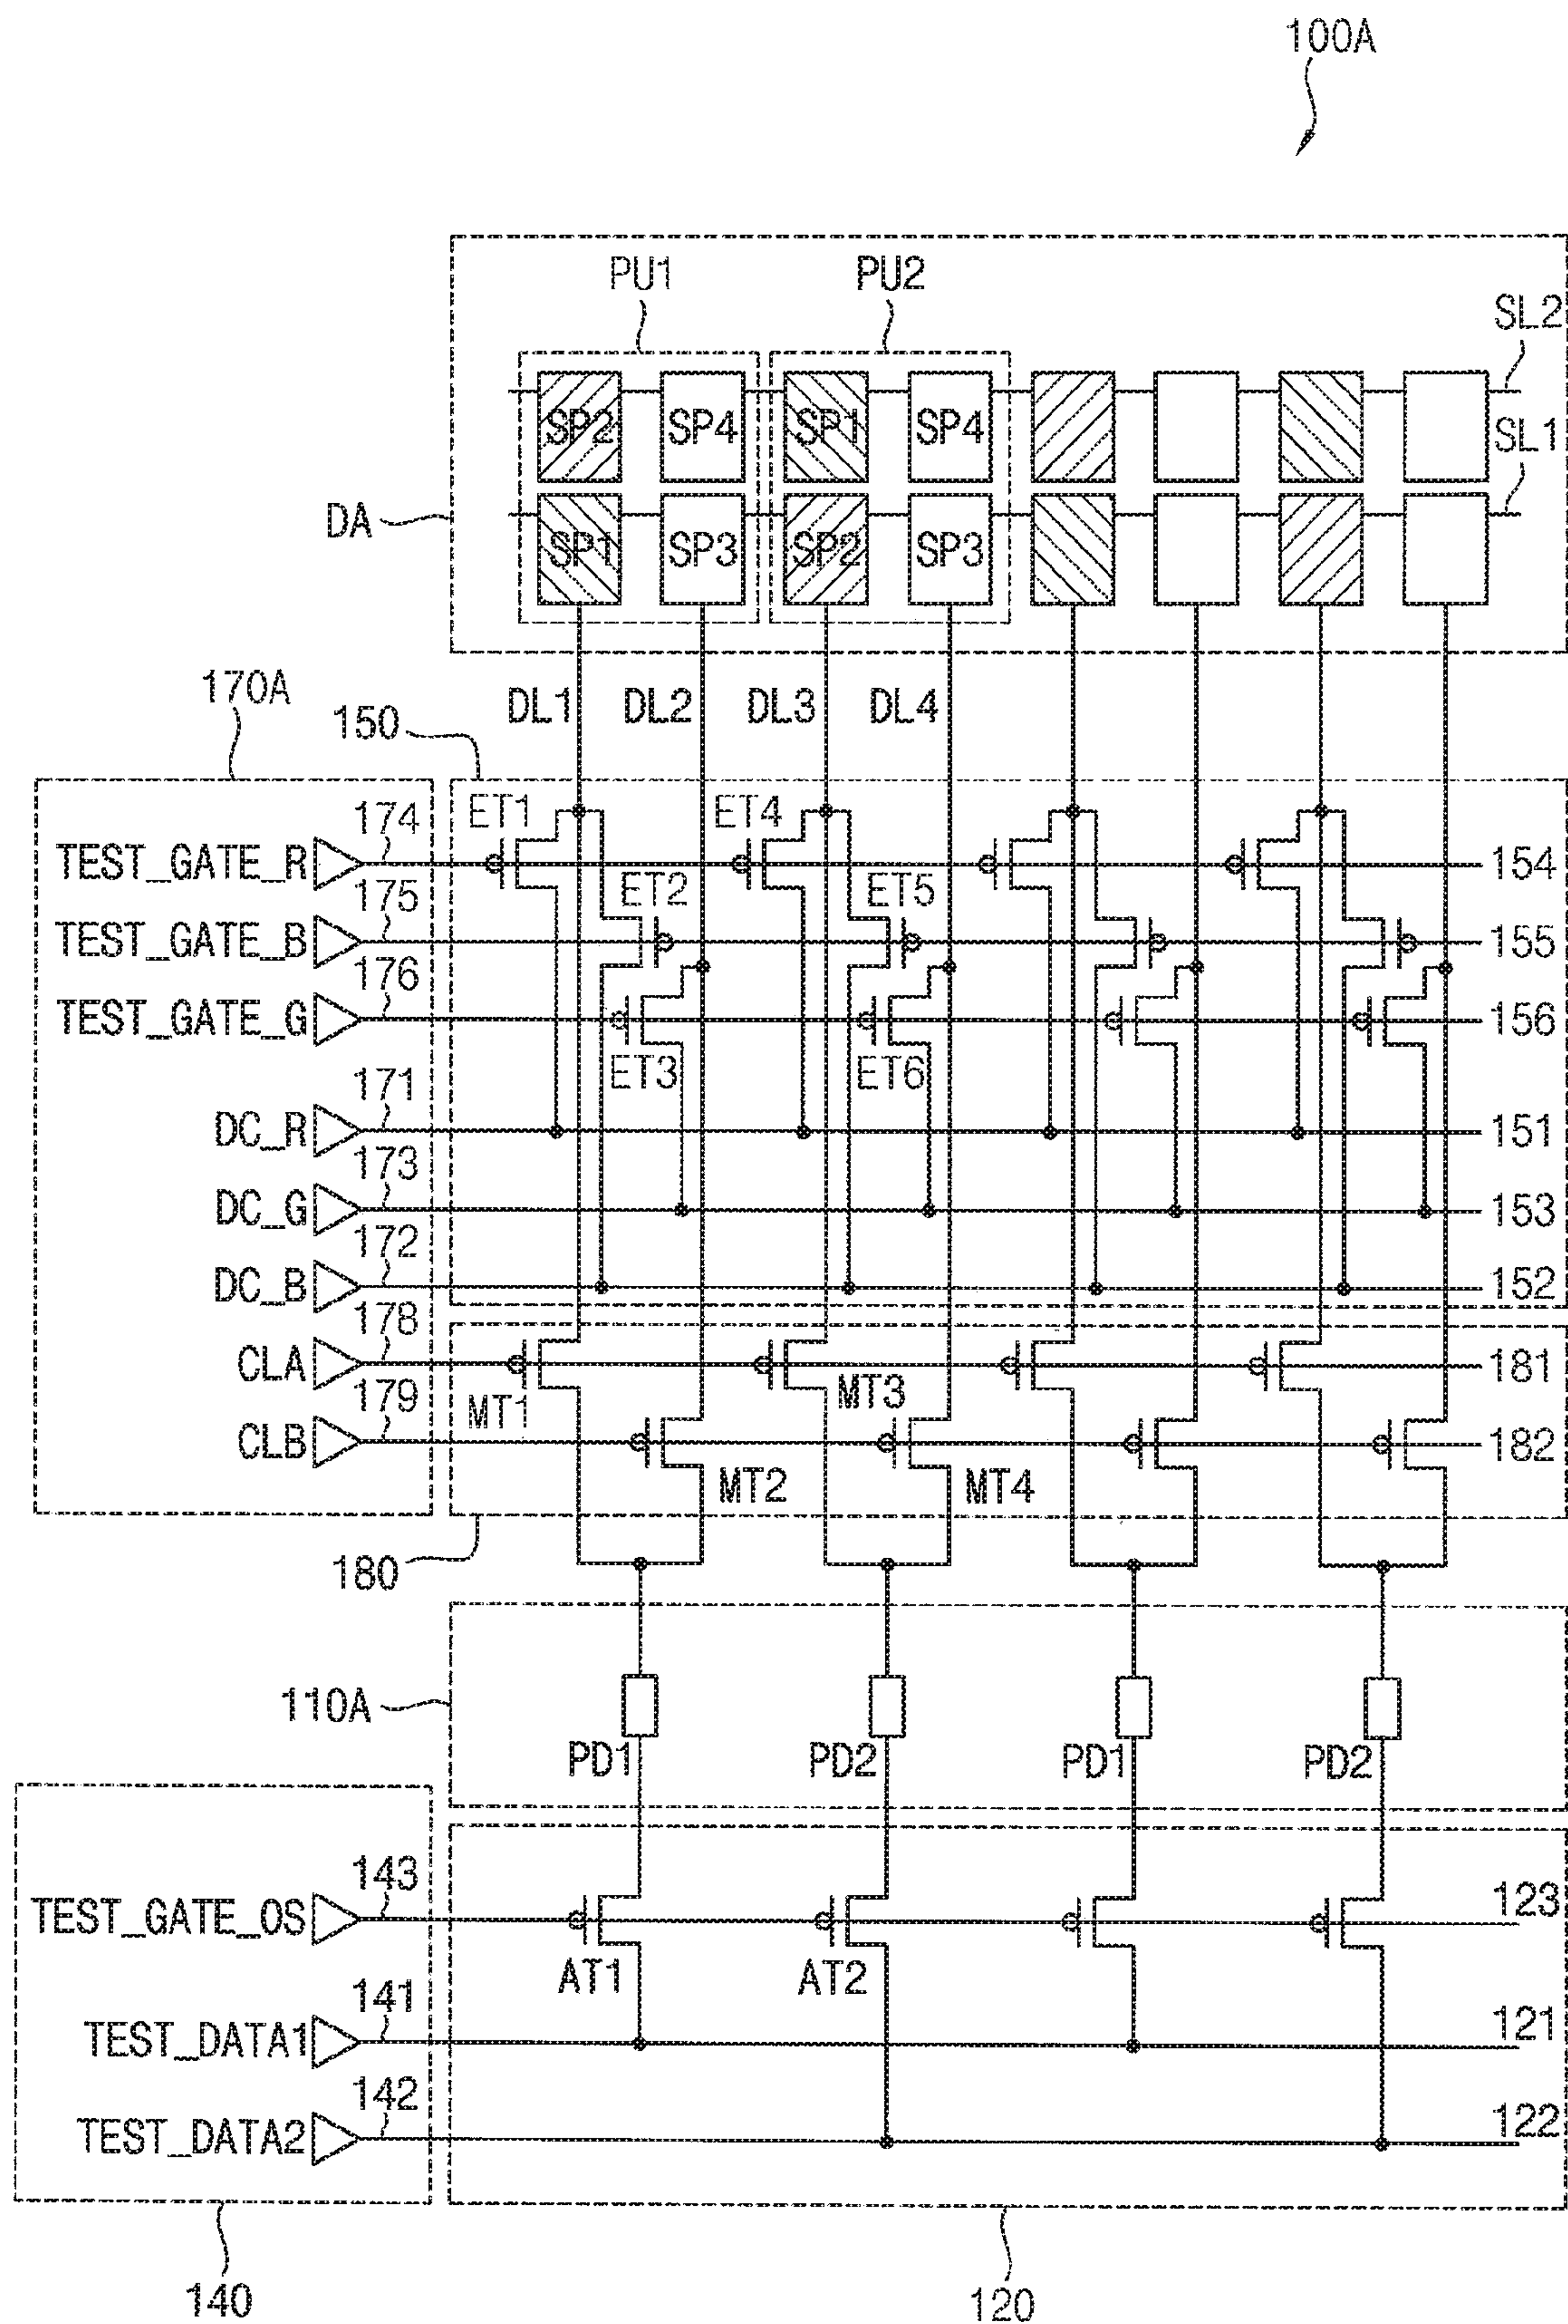 100A
PU1 PU2
SL2
SP2 SP4 SP1 SP4
SL1
DA
SP1 SP3 SP2 SP3
170A
150
DL1 DL2 DL3 DL4
174 ET1 ET4
TEST_GATE_R 154
175 ET2 ET5
TEST_GATE_B 155
176
TEST_GATE_G 156
ET3 ET6
171
DC_R 151
173
DC_G 153
172
DC_B 152
178
CLA 181
179 MT1 MT3
CLB 182
MT2 MT4
180
110A
PD1 PD2 PD1 PD2
143
TEST_GATE_OS 123
AT1 AT2
141
TEST_DATA1 121
142
TEST_DATA2 122
140 120